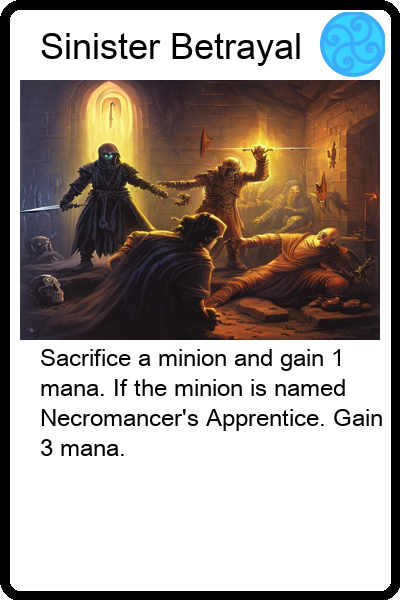 Sinister Betrayal
Sacrifice a minion and gain 1
mana. If the minion is named
Necromancer's Apprentice. Gain
3 mana.